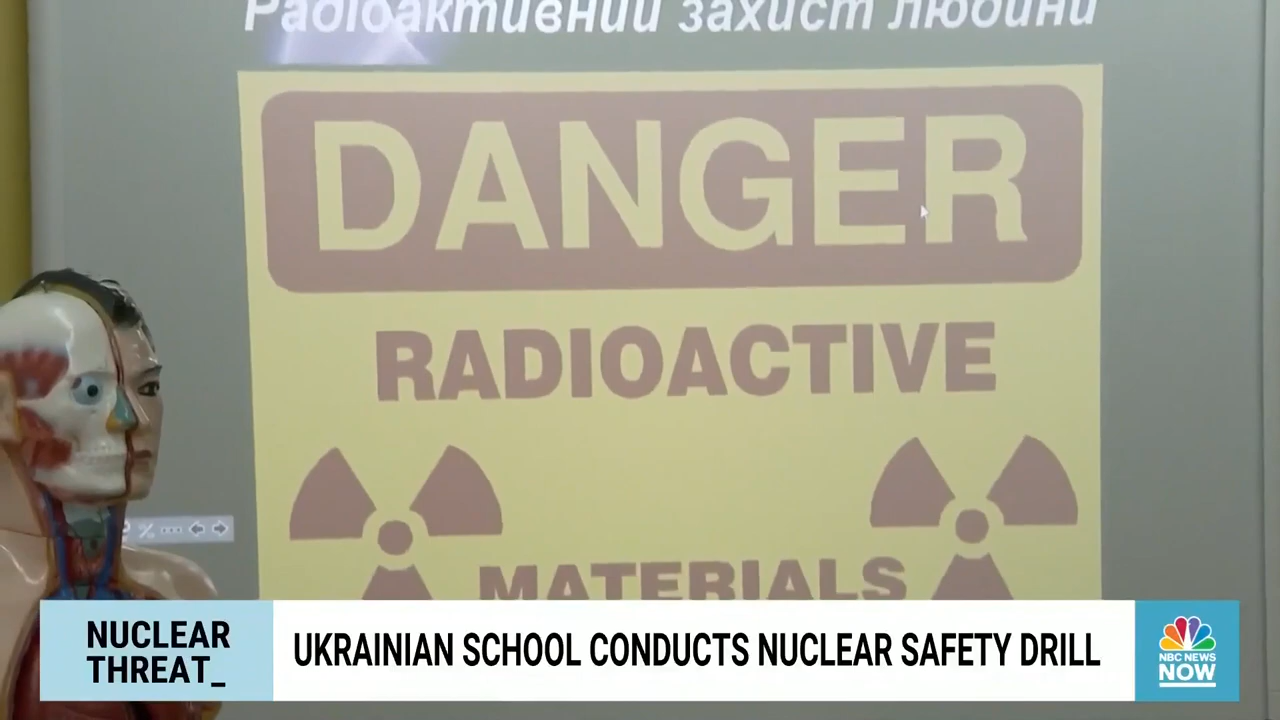 Радіоактивний захист людини
DANGER
RADIOACTIVE
MATERIALS
NUCLEAR
THREAT_
UKRAINIAN SCHOOL CONDUCTS NUCLEAR SAFETY DRILL
NBC NEWS
NOW